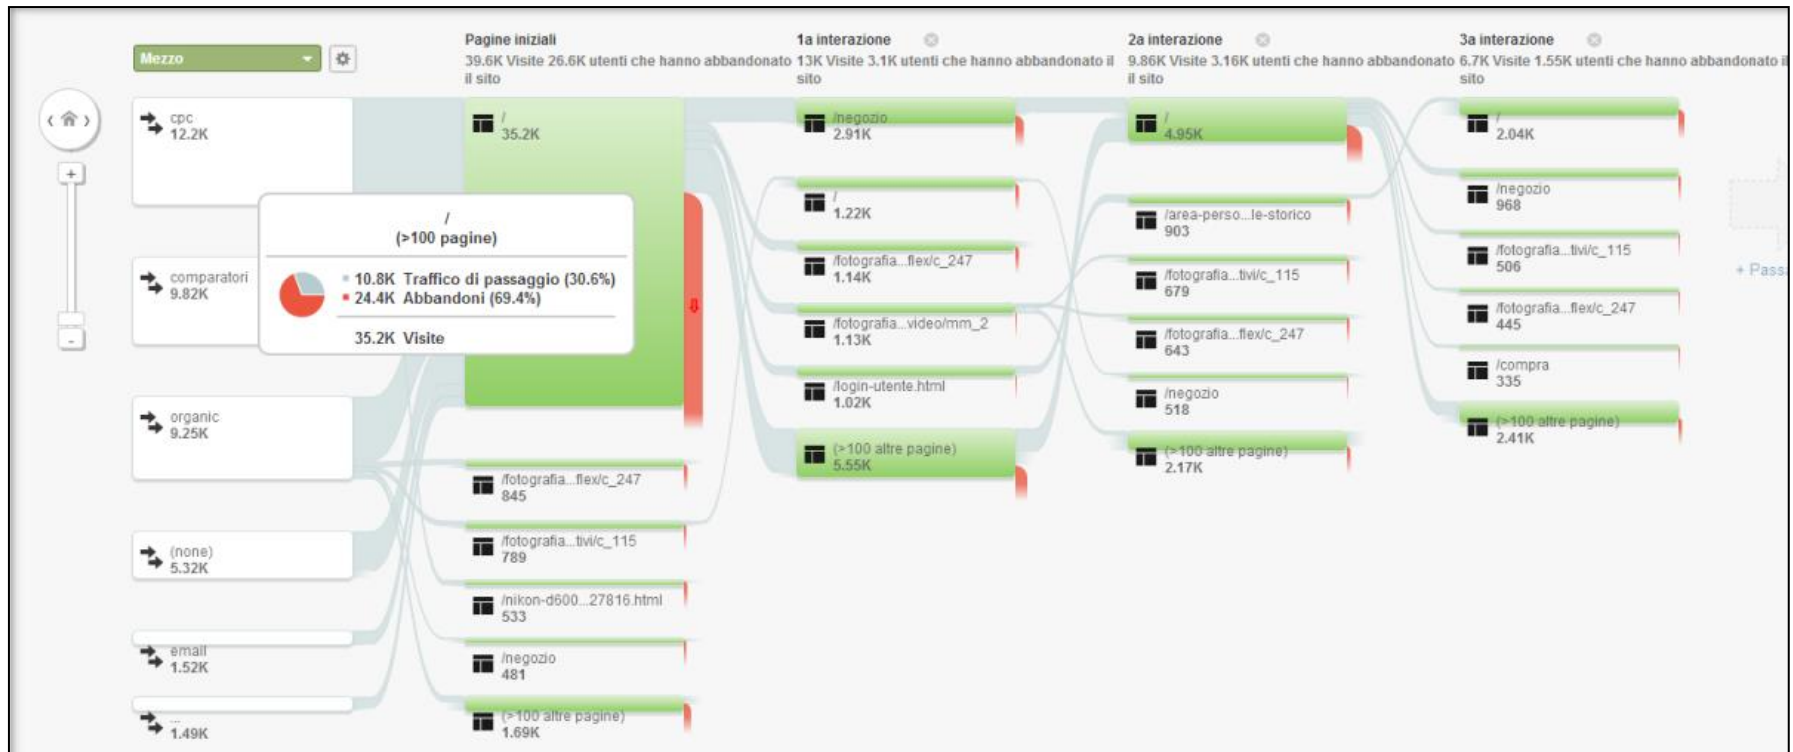 Mezzo
Pagine iniziali
39.6K Visite 26.6K utenti che hanno abbandonato
il sito
1a interazione
13K Visite 3.1K utenti che hanno abbandonato il
sito
2a interazione
9.86K Visite 3.16K utenti che hanno abbandonato
il sito
3a interazione
6.7K Visite 1.55K utenti che hanno abbandonato il
sito
cpc
12.2K
comparatori
9.82K
organic
9.25K
(none)
5.32K
email
1.52K
...
1.49K
/
(>100 pagine)
10.8K Traffico di passaggio (30.6%)
24.4K Abbandoni (69.4%)
35.2K Visite
/
35.2K
/fotografia...flex/c_247
845
/fotografia...tivi/c_115
789
/nikon-d600...27816.html
533
/negozio
481
(>100 altre pagine)
1.69K
/negozio
2.91K
/
1.22K
/fotografia...flex/c_247
1.14K
/fotografia...video/mm_2
1.13K
/login-utente.html
1.02K
(>100 altre pagine)
5.55K
/
4.95K
/area-perso...le-storico
903
/fotografia...tivi/c_115
679
/fotografia...flex/c_247
643
/negozio
518
(>100 altre pagine)
2.17K
/
2.04K
/negozio
968
/fotografia...tivi/c_115
506
/fotografia...flex/c_247
445
/compra
335
(>100 altre pagine)
2.41K
+ Pass